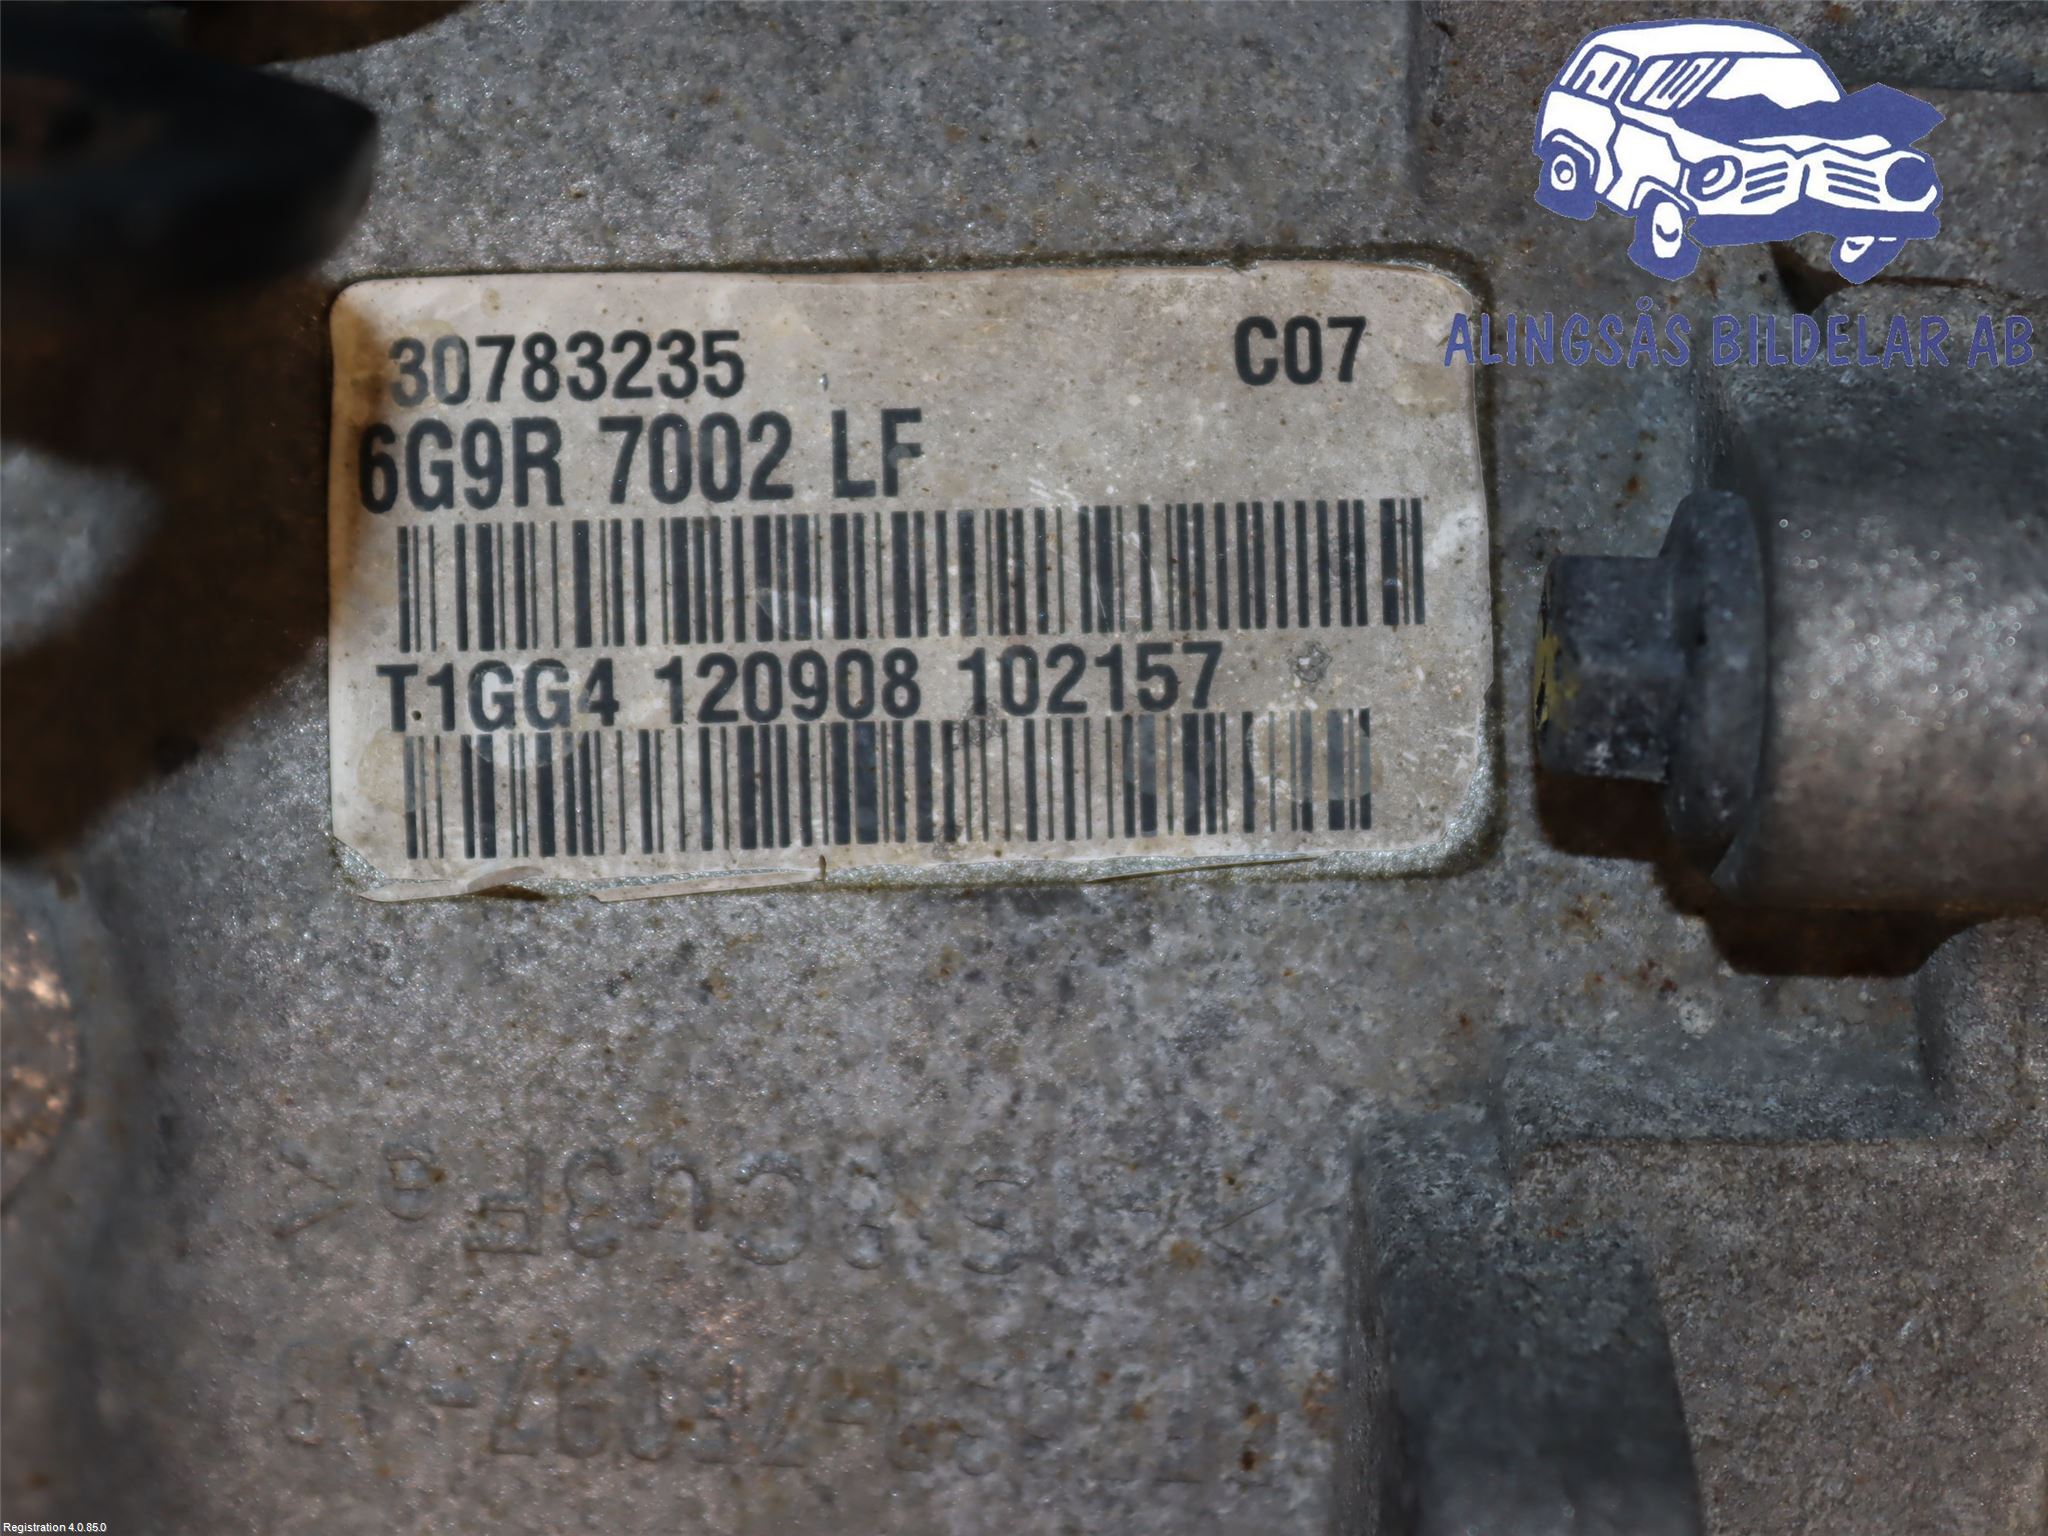 ALINGSÅS BILDELAR AB
30783235 C07
6G9R 7002 LF
T1GG4 120908 102157
Registration 4.0.85.0